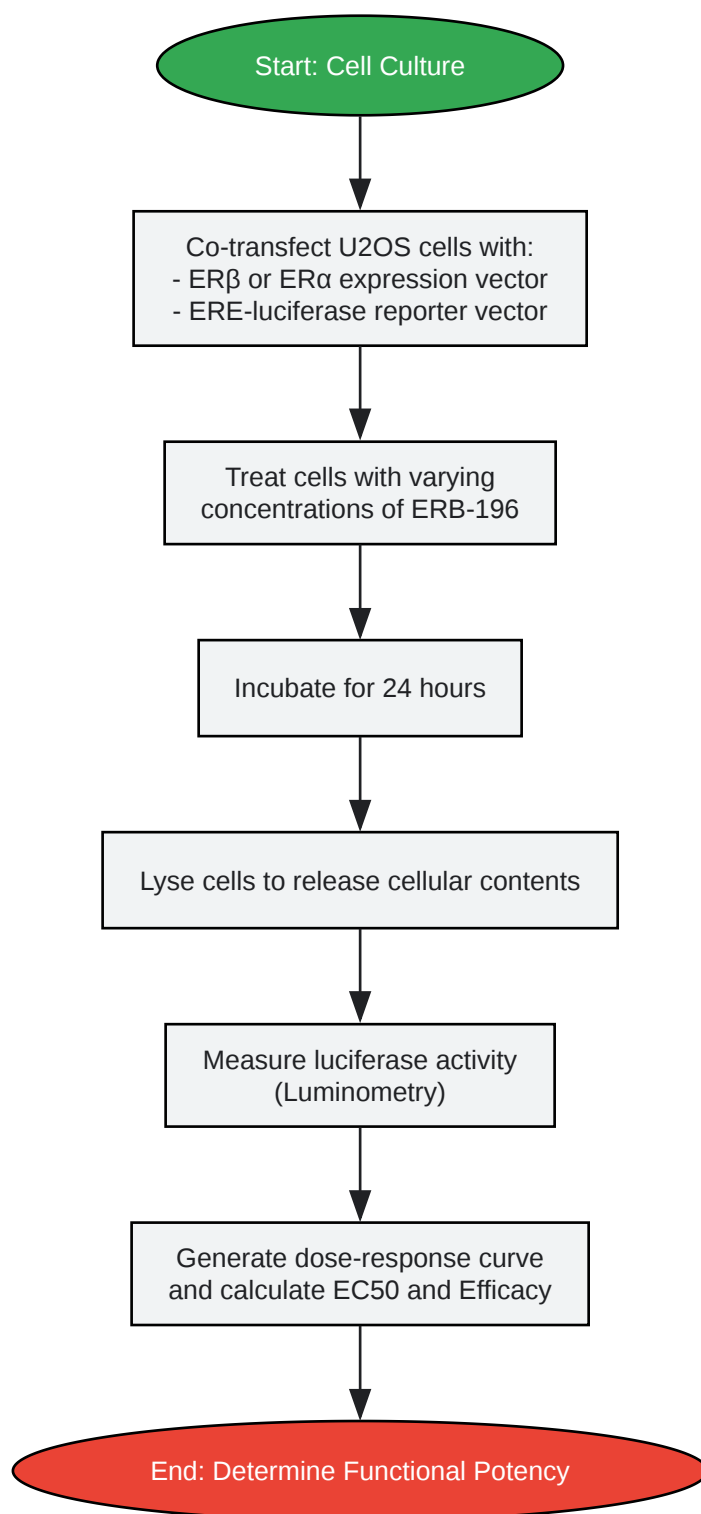 Start: Cell Culture
Co-transfect U2OS cells with:
- ERβ or ERα expression vector
- ERE-luciferase reporter vector
Treat cells with varying
concentrations of ERB-196
Incubate for 24 hours
Lyse cells to release cellular contents
Measure luciferase activity
(Luminometry)
Generate dose-response curve
and calculate EC50 and Efficacy
End: Determine Functional Potency